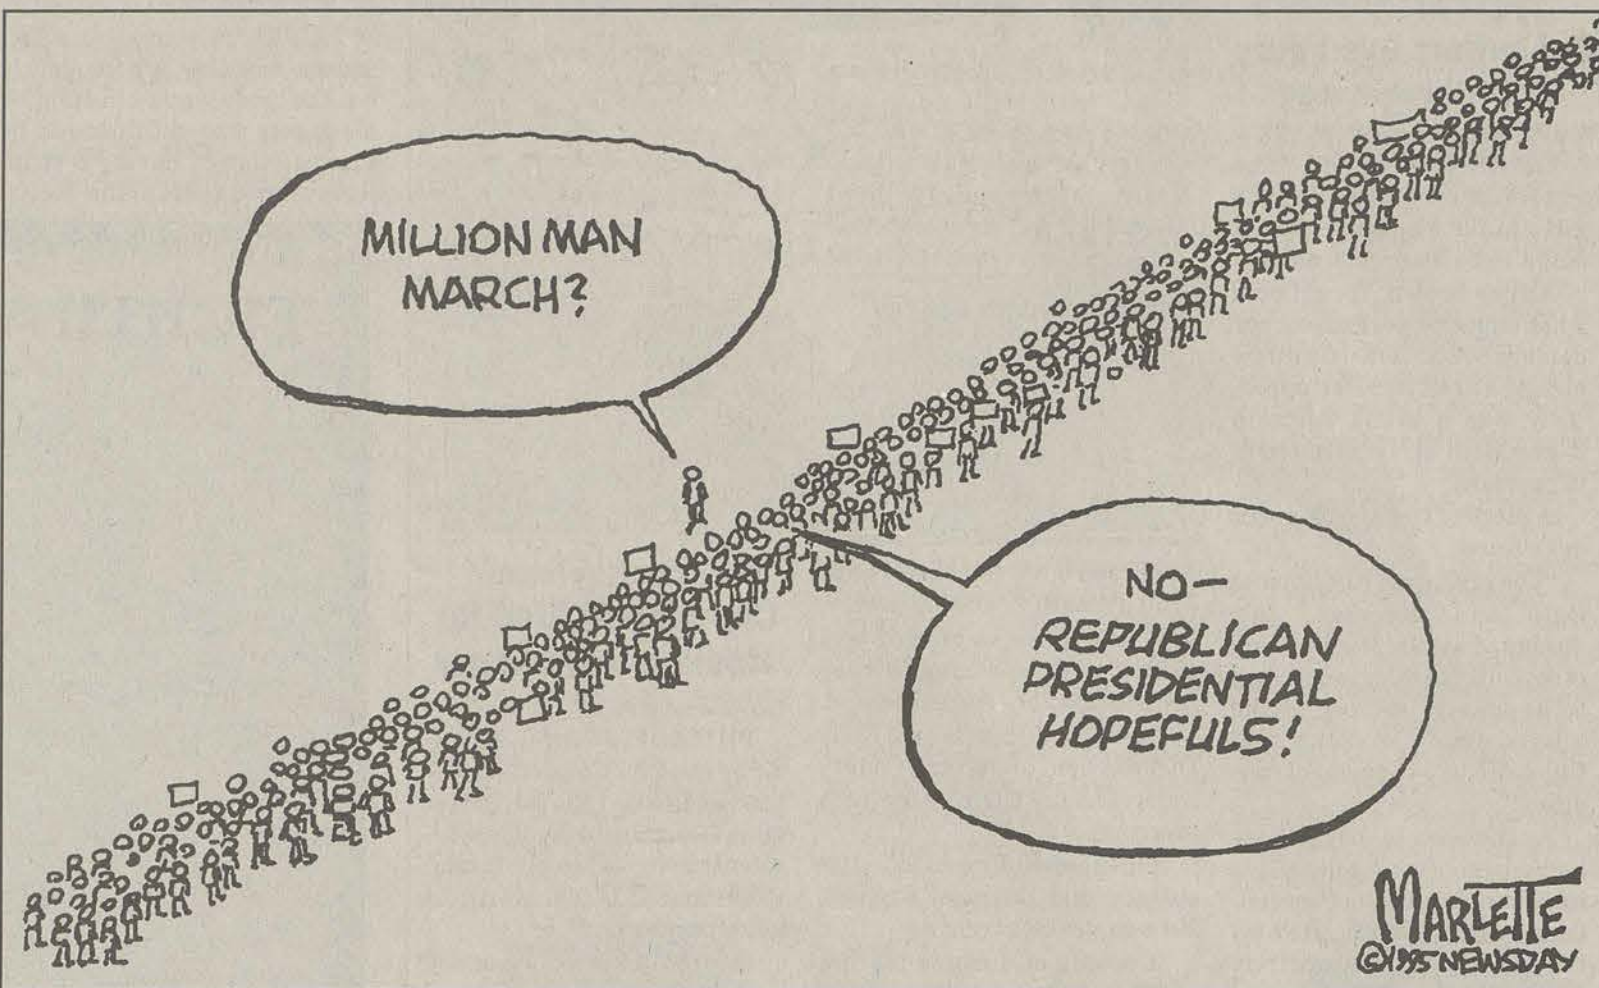 MILLION MAN
MARCH?
NO—
REPUBLICAN
PRESIDENTIAL
HOPEFULS!
MARLETTE
©1995 NEWSDAY